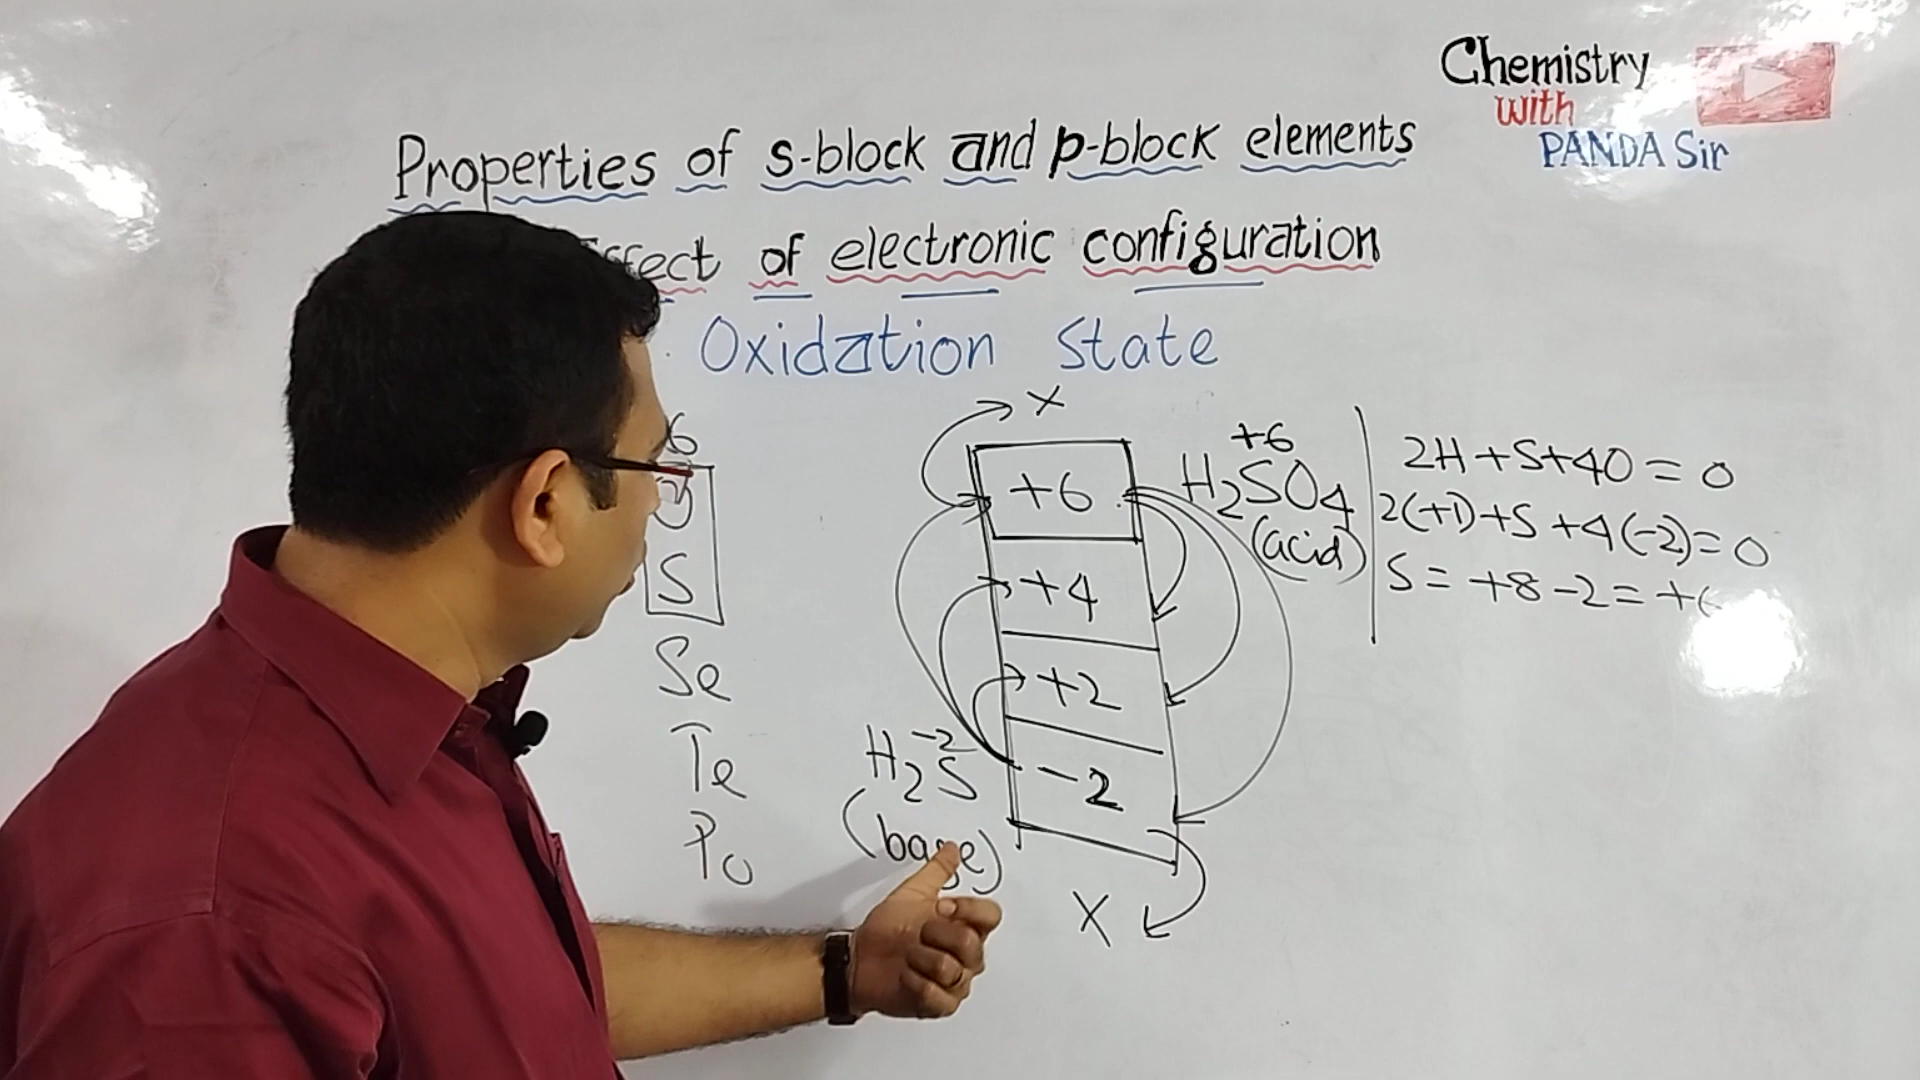 Chemistry
with
PANDA Sir
Properties of s-block and p-block elements
ffect of electronic configuration
Oxidation state
6
O
S
Se
Te
Po
X
+6
+4
+2
-2
X
+6
H2SO4
(acid)
-2
H2S
(base)
2H+S+4O=0
2(+1)+S+4(-2)=0
S=+8-2=+